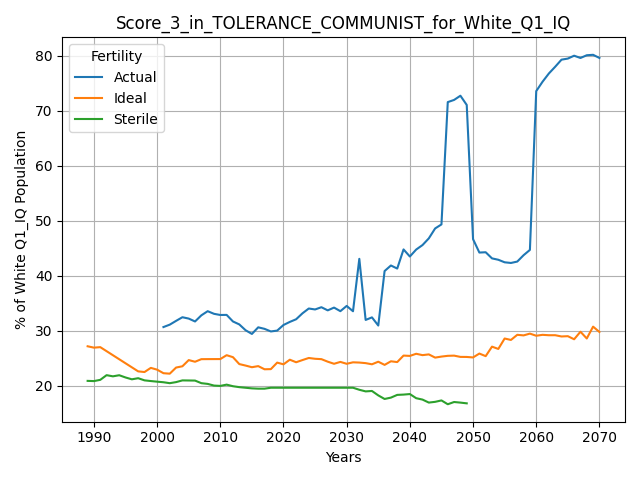 Score_3_in_TOLERANCE_COMMUNIST_for_White_Q1_IQ
Fertility
Actual
Ideal
Sterile
% of White Q1_IQ Population
80
70
60
50
40
30
20
1990 2000 2010 2020 2030 2040 2050 2060 2070
Years